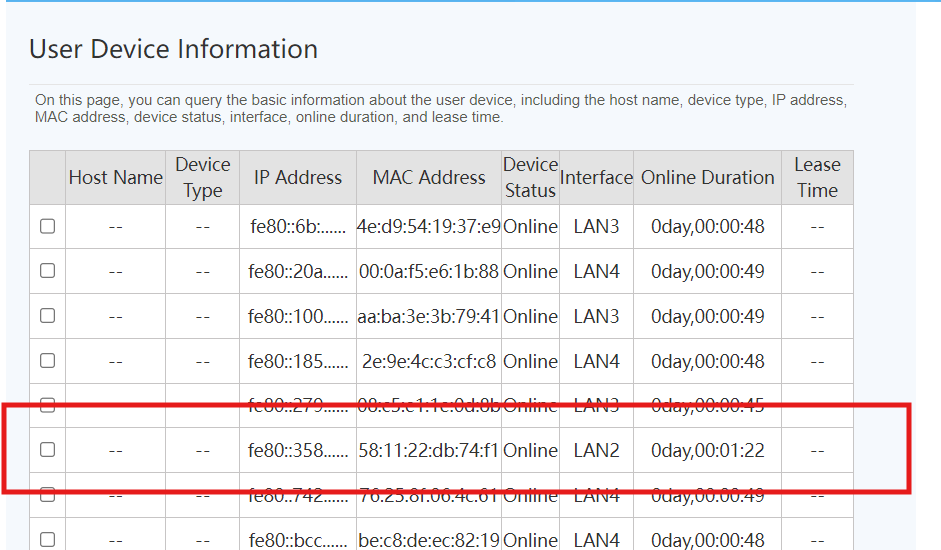 User Device Information
On this page, you can query the basic information about the user device, including the host name, device type, IP address,
MAC address, device status, interface, online duration, and lease time.
Host Name Device Type IP Address MAC Address Device Status Interface Online Duration Lease Time
-- -- fe80::6b:...... 4e:d9:54:19:37:e9 Online LAN3 0day,00:00:48 --
-- -- fe80::20a...... 00:0a:f5:e6:1b:88 Online LAN4 0day,00:00:49 --
-- -- fe80::100...... aa:ba:3e:3b:79:41 Online LAN3 0day,00:00:49 --
-- -- fe80::185...... 2e:9e:4c:c3:cf:c8 Online LAN4 0day,00:00:48 --
-- -- fe80::279...... 08:c5:e1:1e:0d:8b Online LAN3 0day,00:00:45 --
-- -- fe80::358...... 58:11:22:db:74:f1 Online LAN2 0day,00:01:22 --
-- -- fe80::742...... 76:25:8f:06:4c:61 Online LAN4 0day,00:00:49 --
-- -- fe80::bcc...... be:c8:de:ec:82:19 Online LAN4 0day,00:00:48 --